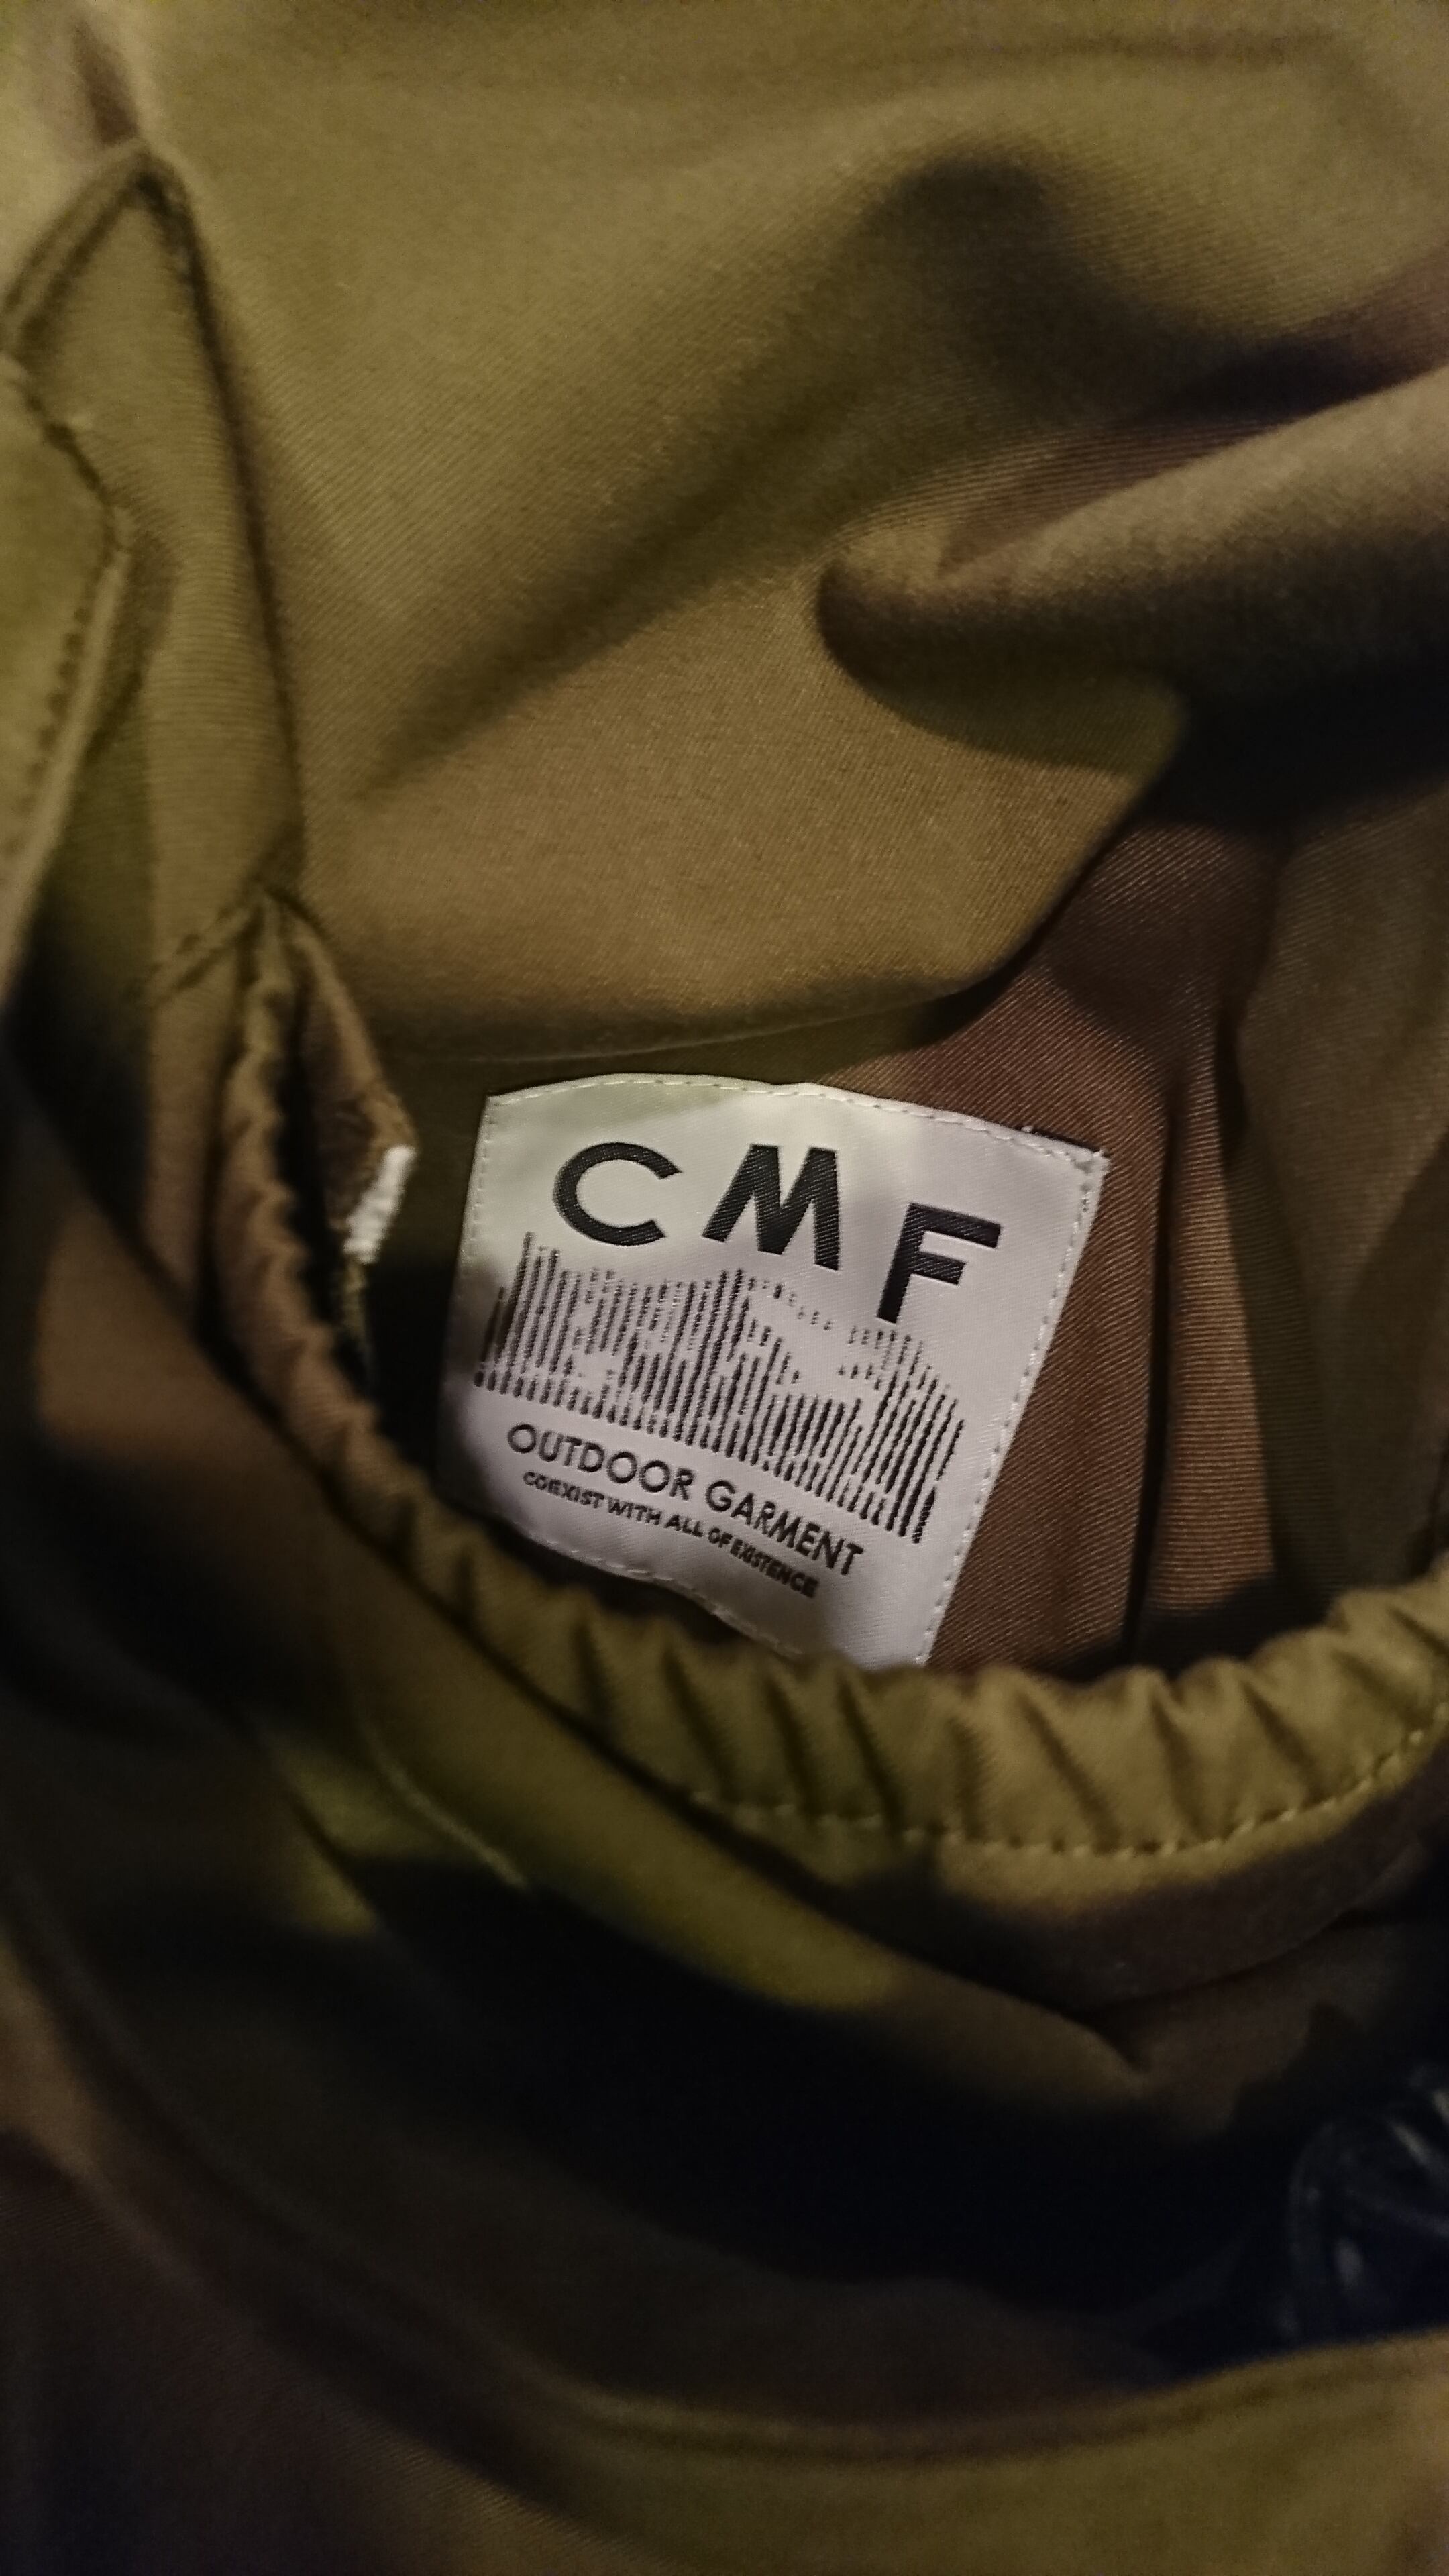 CMF
OUTDOOR GARMENT
COEXIST WITH ALL OF EXISTENCE